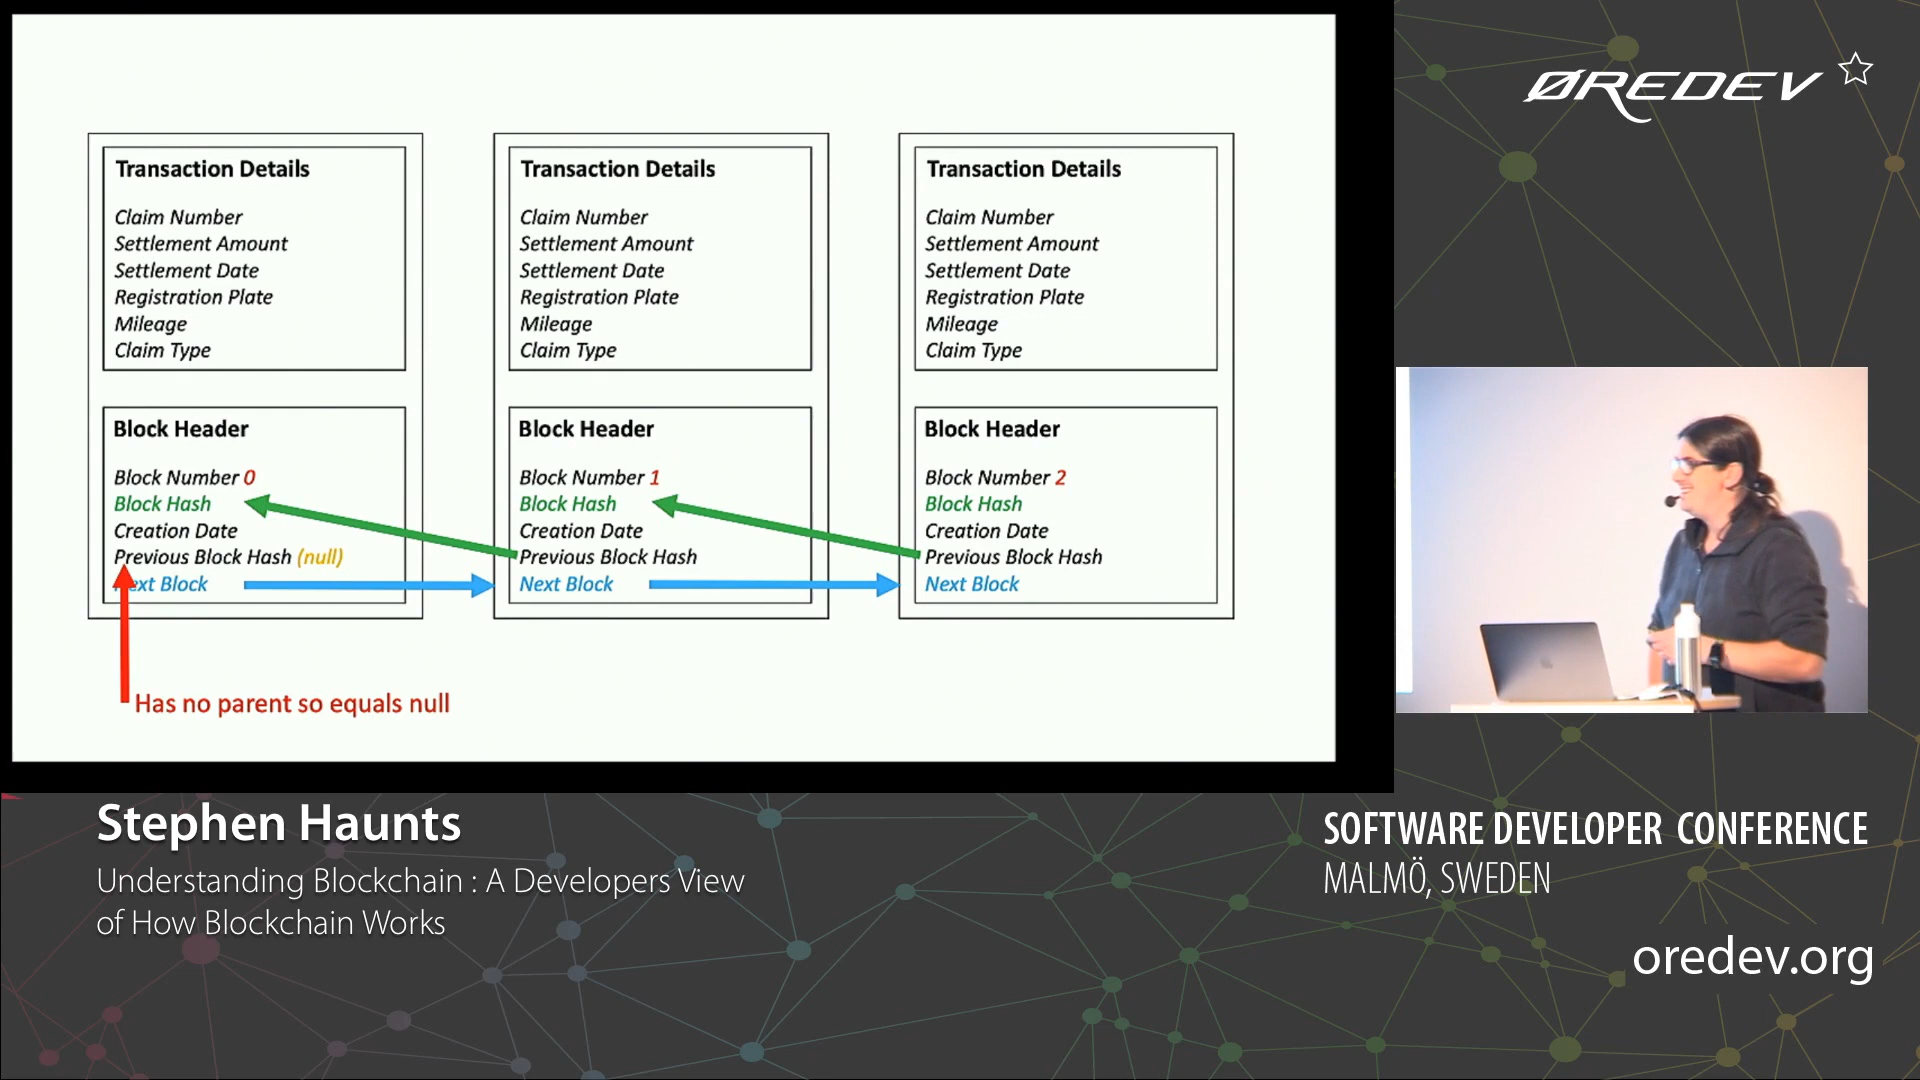 Transaction Details
Claim Number
Settlement Amount
Settlement Date
Registration Plate
Mileage
Claim Type
Block Header
Block Number 0
Block Hash
Creation Date
Previous Block Hash (null)
ext Block
Transaction Details
Claim Number
Settlement Amount
Settlement Date
Registration Plate
Mileage
Claim Type
Block Header
Block Number 1
Block Hash
Creation Date
Previous Block Hash
Next Block
Transaction Details
Claim Number
Settlement Amount
Settlement Date
Registration Plate
Mileage
Claim Type
Block Header
Block Number 2
Block Hash
Creation Date
Previous Block Hash
Next Block
Has no parent so equals null
ØREDEV
Stephen Haunts
Understanding Blockchain : A Developers View
of How Blockchain Works
SOFTWARE DEVELOPER CONFERENCE
MALMÖ, SWEDEN
oredev.org